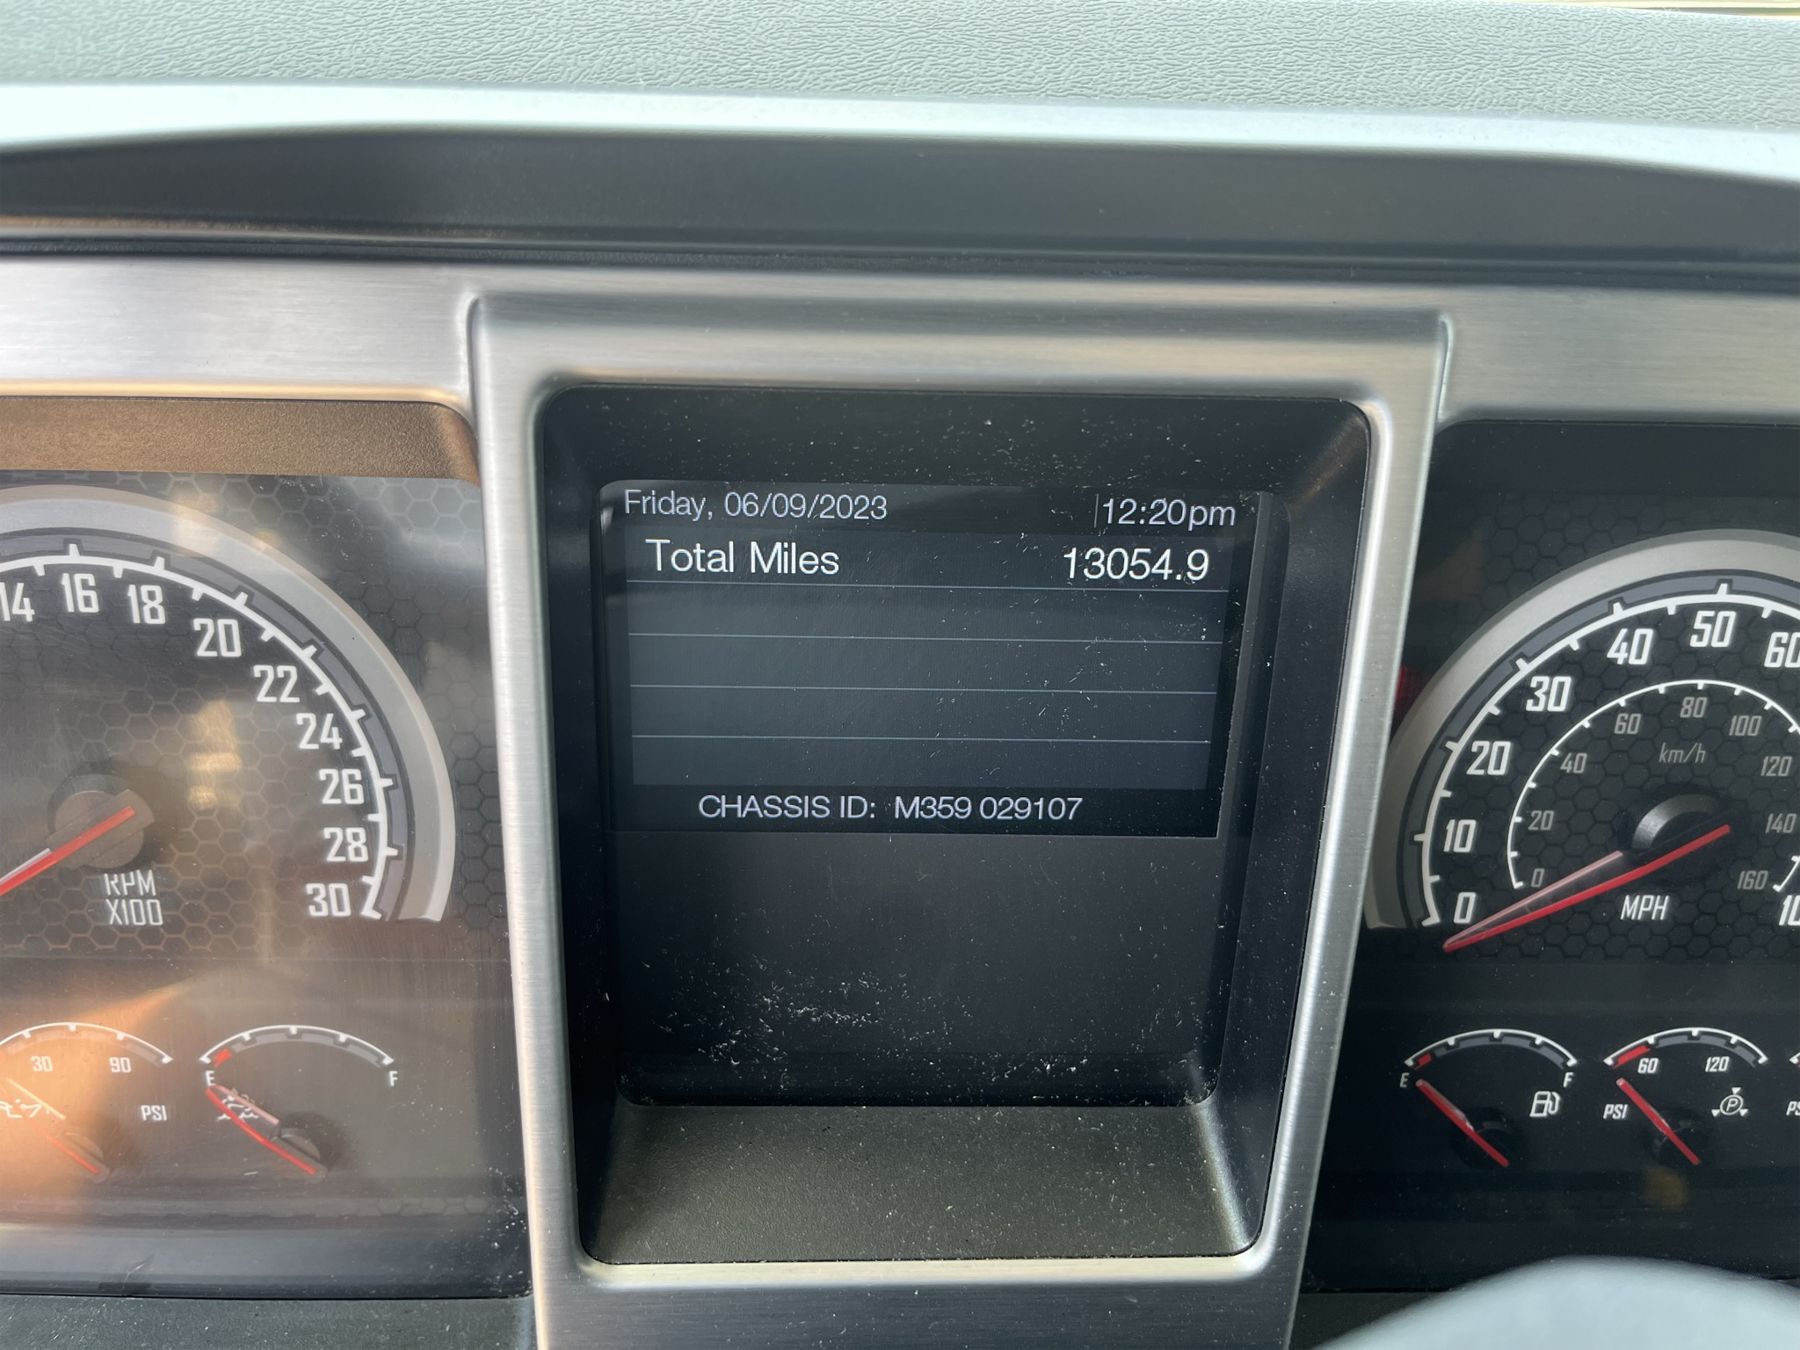 Friday, 06/09/2023 12:20pm
Total Miles 13054.9
CHASSIS ID: M359 029107
14 16 18 20 22 24 26 28 30
RPM
X100
0 10 20 30 40 50 60
0 20 40 60 80 100 120 140 160
km/h
MPH
30 90
PSI
E F
E F
60 120
PSI